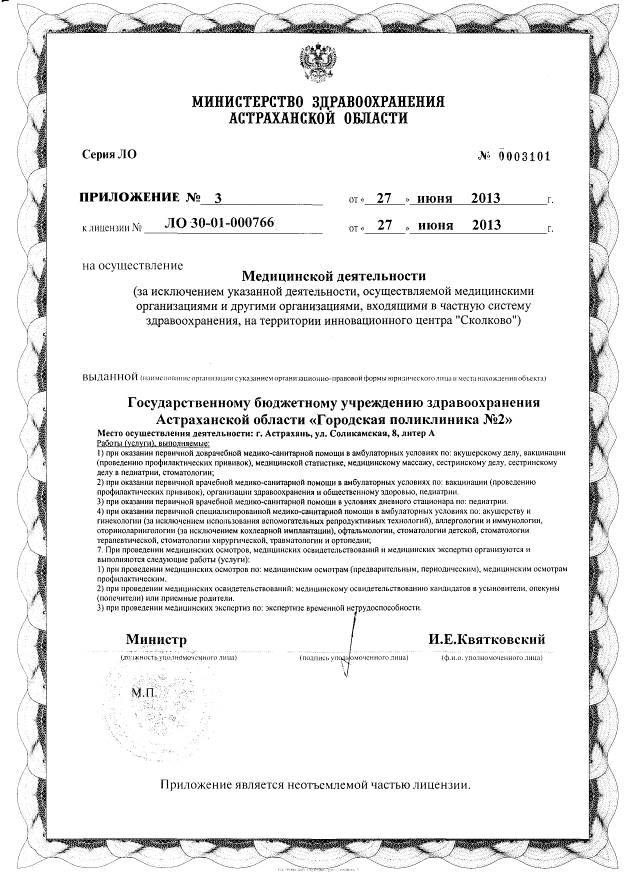 МИНИСТЕРСТВО ЗДРАВООХРАНЕНИЯ
АСТРАХАНСКОЙ ОБЛАСТИ
Серия ЛО
№ 0003101
ПРИЛОЖЕНИЕ № 3 от « 27 » июня 2013 г.
к лицензии № ЛО 30-01-000766 от « 27 » июня 2013 г.
на осуществление
Медицинской деятельности
(за исключением указанной деятельности, осуществляемой медицинскими
организациями и другими организациями, входящими в частную систему
здравоохранения, на территории инновационного центра "Сколково")
выданной (наименование организации с указанием организационно-правовой формы юридического лица и места нахождения объекта)
Государственному бюджетному учреждению здравоохранения
Астраханской области «Городская поликлиника №2»
Место осуществления деятельности: г. Астрахань, ул. Соликамская, 8, литер А
Работы (услуги), выполняемые:
1) при оказании первичной доврачебной медико-санитарной помощи в амбулаторных условиях по: акушерскому делу, вакцинации
(проведению профилактических прививок), медицинской статистике, медицинскому массажу, сестринскому делу, сестринскому
делу в педиатрии, стоматологии;
2) при оказании первичной врачебной медико-санитарной помощи в амбулаторных условиях по: вакцинации (проведению
профилактических прививок), организации здравоохранения и общественному здоровью, педиатрии.
3) при оказании первичной врачебной медико-санитарной помощи в условиях дневного стационара по: педиатрии.
4) при оказании первичной специализированной медико-санитарной помощи в амбулаторных условиях по: акушерству и
гинекологии (за исключением использования вспомогательных репродуктивных технологий), аллергологии и иммунологии,
оториноларингологии (за исключением кохлеарной имплантации), офтальмологии, стоматологии детской, стоматологии
терапевтической, стоматологии хирургической, травматологии и ортопедии;
7. При проведении медицинских осмотров, медицинских освидетельствований и медицинских экспертиз организуются и
выполняются следующие работы (услуги):
1) при проведении медицинских осмотров по: медицинским осмотрам (предварительным, периодическим), медицинским осмотрам
профилактическим.
2) при проведении медицинских освидетельствований: медицинскому освидетельствованию кандидатов в усыновители, опекуны
(попечители) или приемные родители.
3) при проведении медицинских экспертиз по: экспертизе временной нетрудоспособности.
Министр И.Е.Квятковский
(должность уполномоченного лица) (подпись уполномоченного лица) (ф.и.о. уполномоченного лица)
М.П.
Приложение является неотъемлемой частью лицензии.